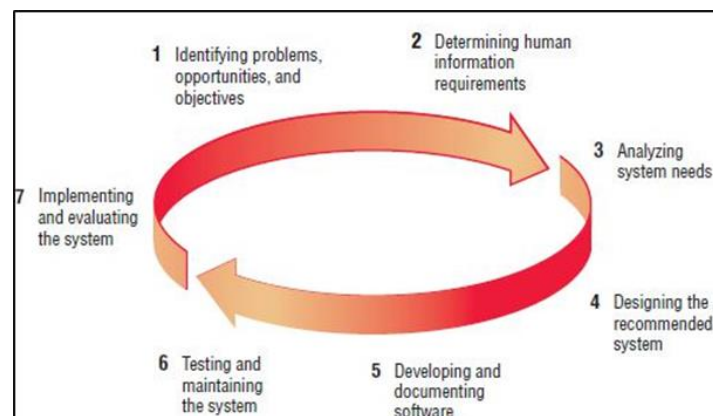 1 Identifying problems,
opportunities, and
objectives
2 Determining human
information
requirements
3 Analyzing
system needs
4 Designing the
recommended
system
5 Developing and
documenting
software
6 Testing and
maintaining
the system
7 Implementing
and evaluating
the system